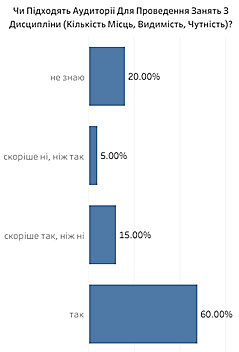 Чи Підходять Аудиторії Для Проведення Занять З
Дисципліни (Кількість Місць, Видимість, Чутність)?
не знаю
20.00%
скоріше ні, ніж так
5.00%
скоріше так, ніж ні
15.00%
так
60.00%